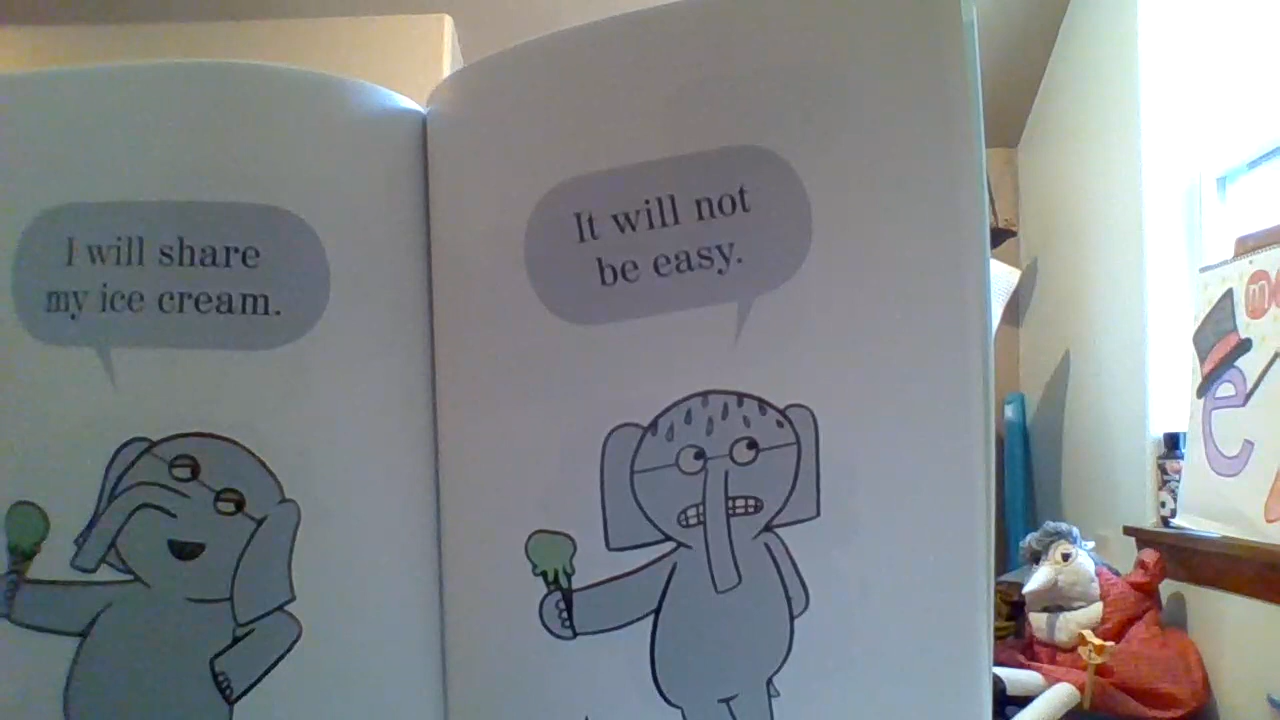 I will share
my ice cream.
It will not
be easy.
e